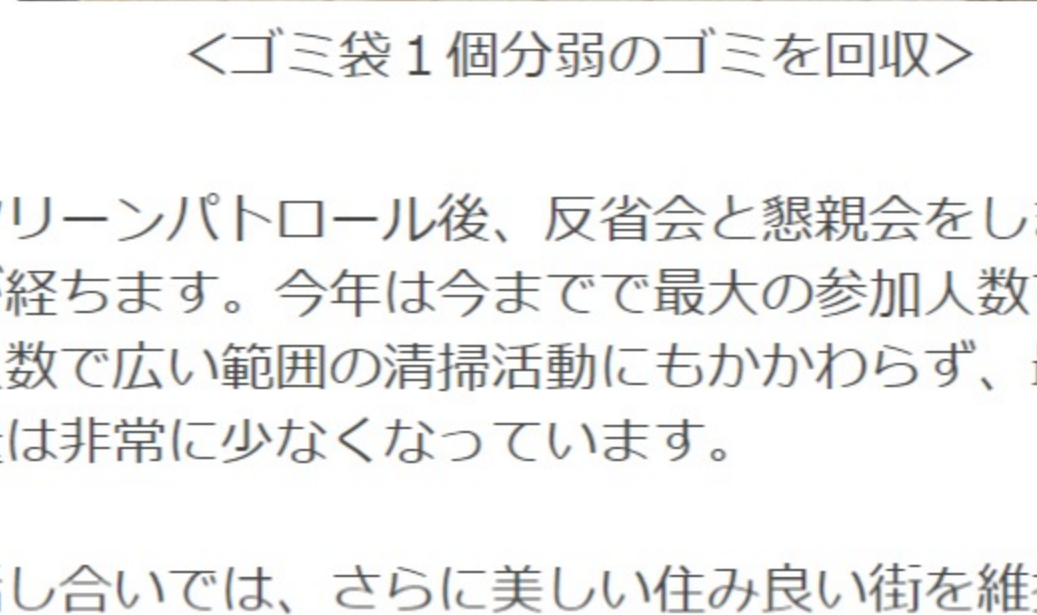 <ゴミ袋1個分弱のゴミを回収>
リーンパトロール後、反省会と懇親会をし
経ちます。今年は今までで最大の参加人数
数で広い範囲の清掃活動にもかかわらず、
は非常に少なくなっています。
し合いでは、さらに美しい住み良い街を維